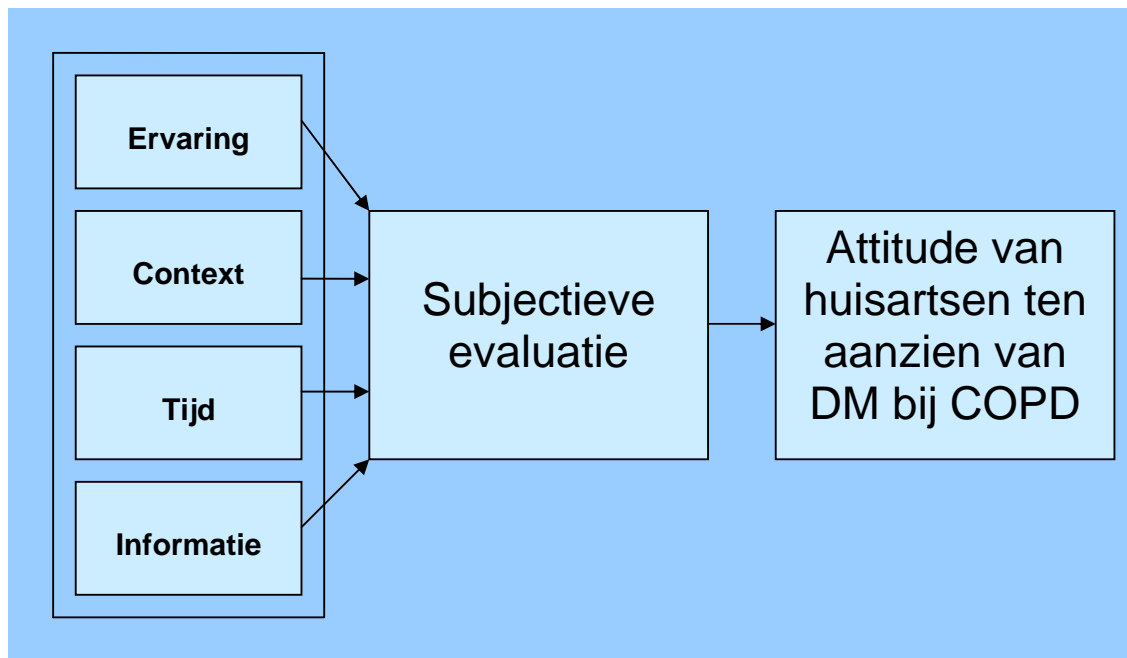 Ervaring
Context
Tijd
Informatie
Subjectieve
evaluatie
Attitude van
huisartsen ten
aanzien van
DM bij COPD